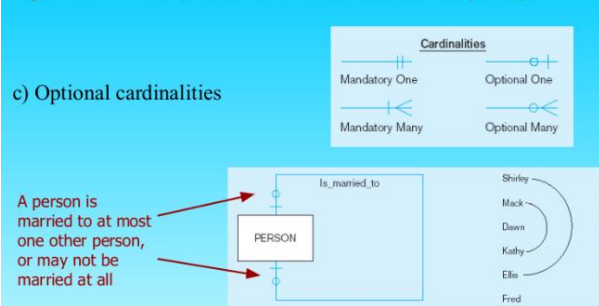 Cardinalities
Mandatory One
Optional One
Mandatory Many
Optional Many
c) Optional cardinalities
A person is
married to at most
one other person,
or may not be
married at all
Is_married_to
PERSON
Shirley
Mack
Dawn
Kathy
Ellis
Fred